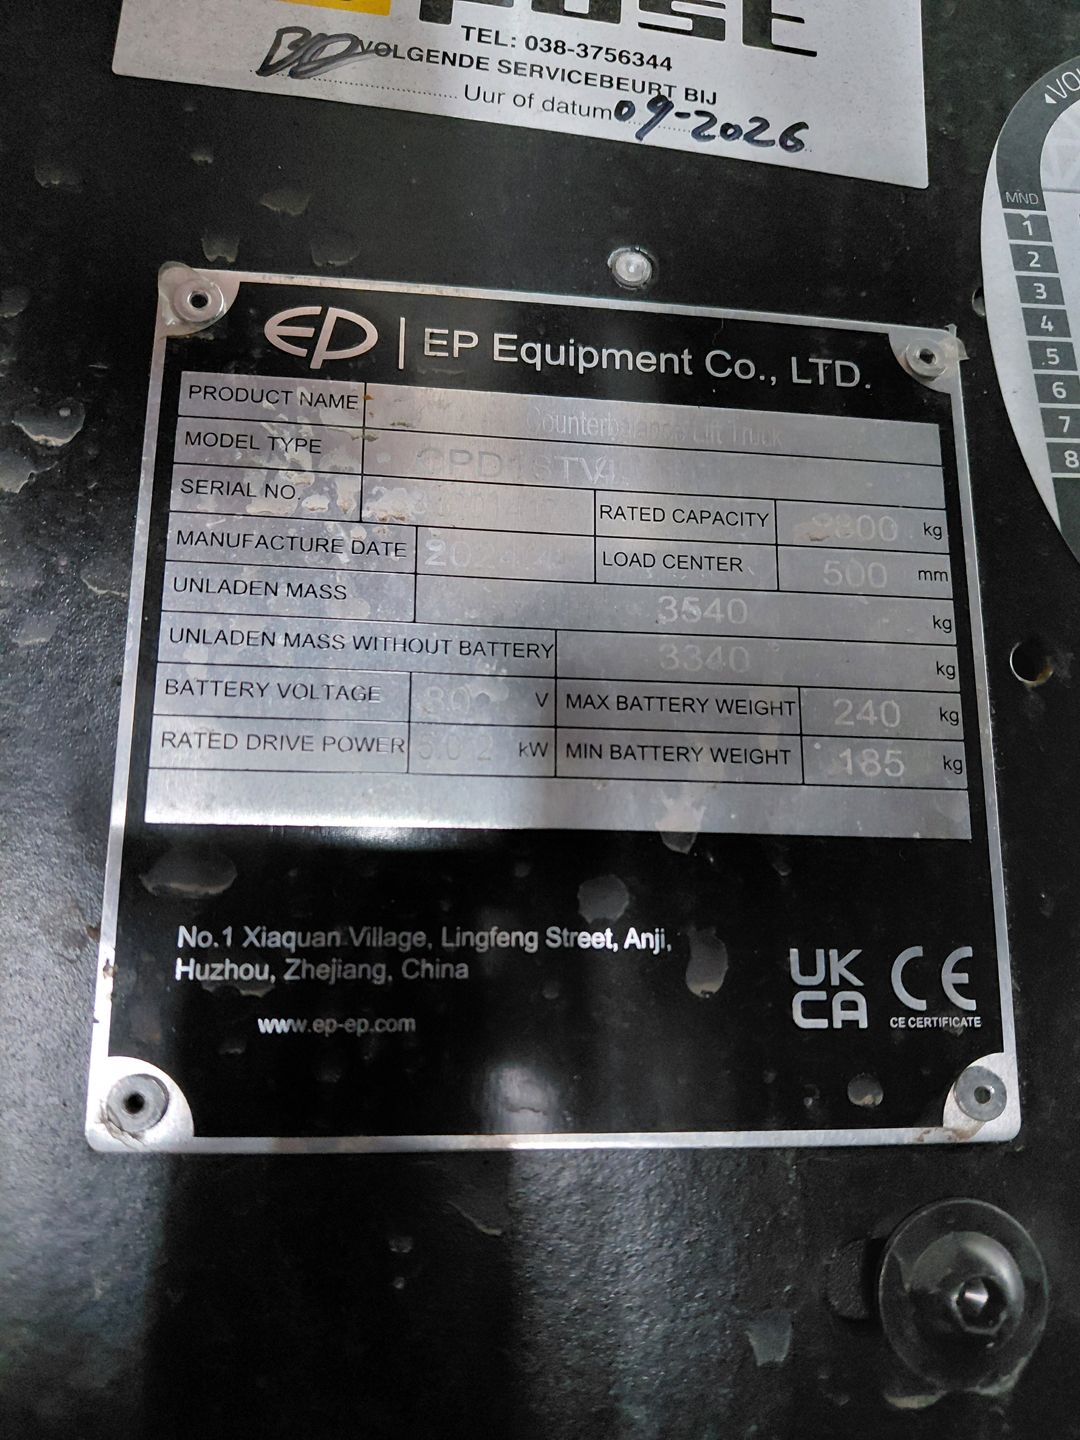 TEL: 038-3756344
VOLGENDE SERVICEBEURT BIJ
Uur of datum 09-2026
MND
1
2
3
4
5
6
7
8
EP | EP Equipment Co., LTD.
PRODUCT NAME Counterbalance Lift Truck
MODEL TYPE
SERIAL NO. RATED CAPACITY kg
MANUFACTURE DATE LOAD CENTER 500 mm
UNLADEN MASS 3540 kg
UNLADEN MASS WITHOUT BATTERY 3340 kg
BATTERY VOLTAGE 80 V MAX BATTERY WEIGHT 240 kg
RATED DRIVE POWER kW MIN BATTERY WEIGHT 185 kg
No.1 Xiaquan Village, Lingfeng Street, Anji,
Huzhou, Zhejiang, China
www.ep-ep.com
UK
CA
CE
CE CERTIFICATE